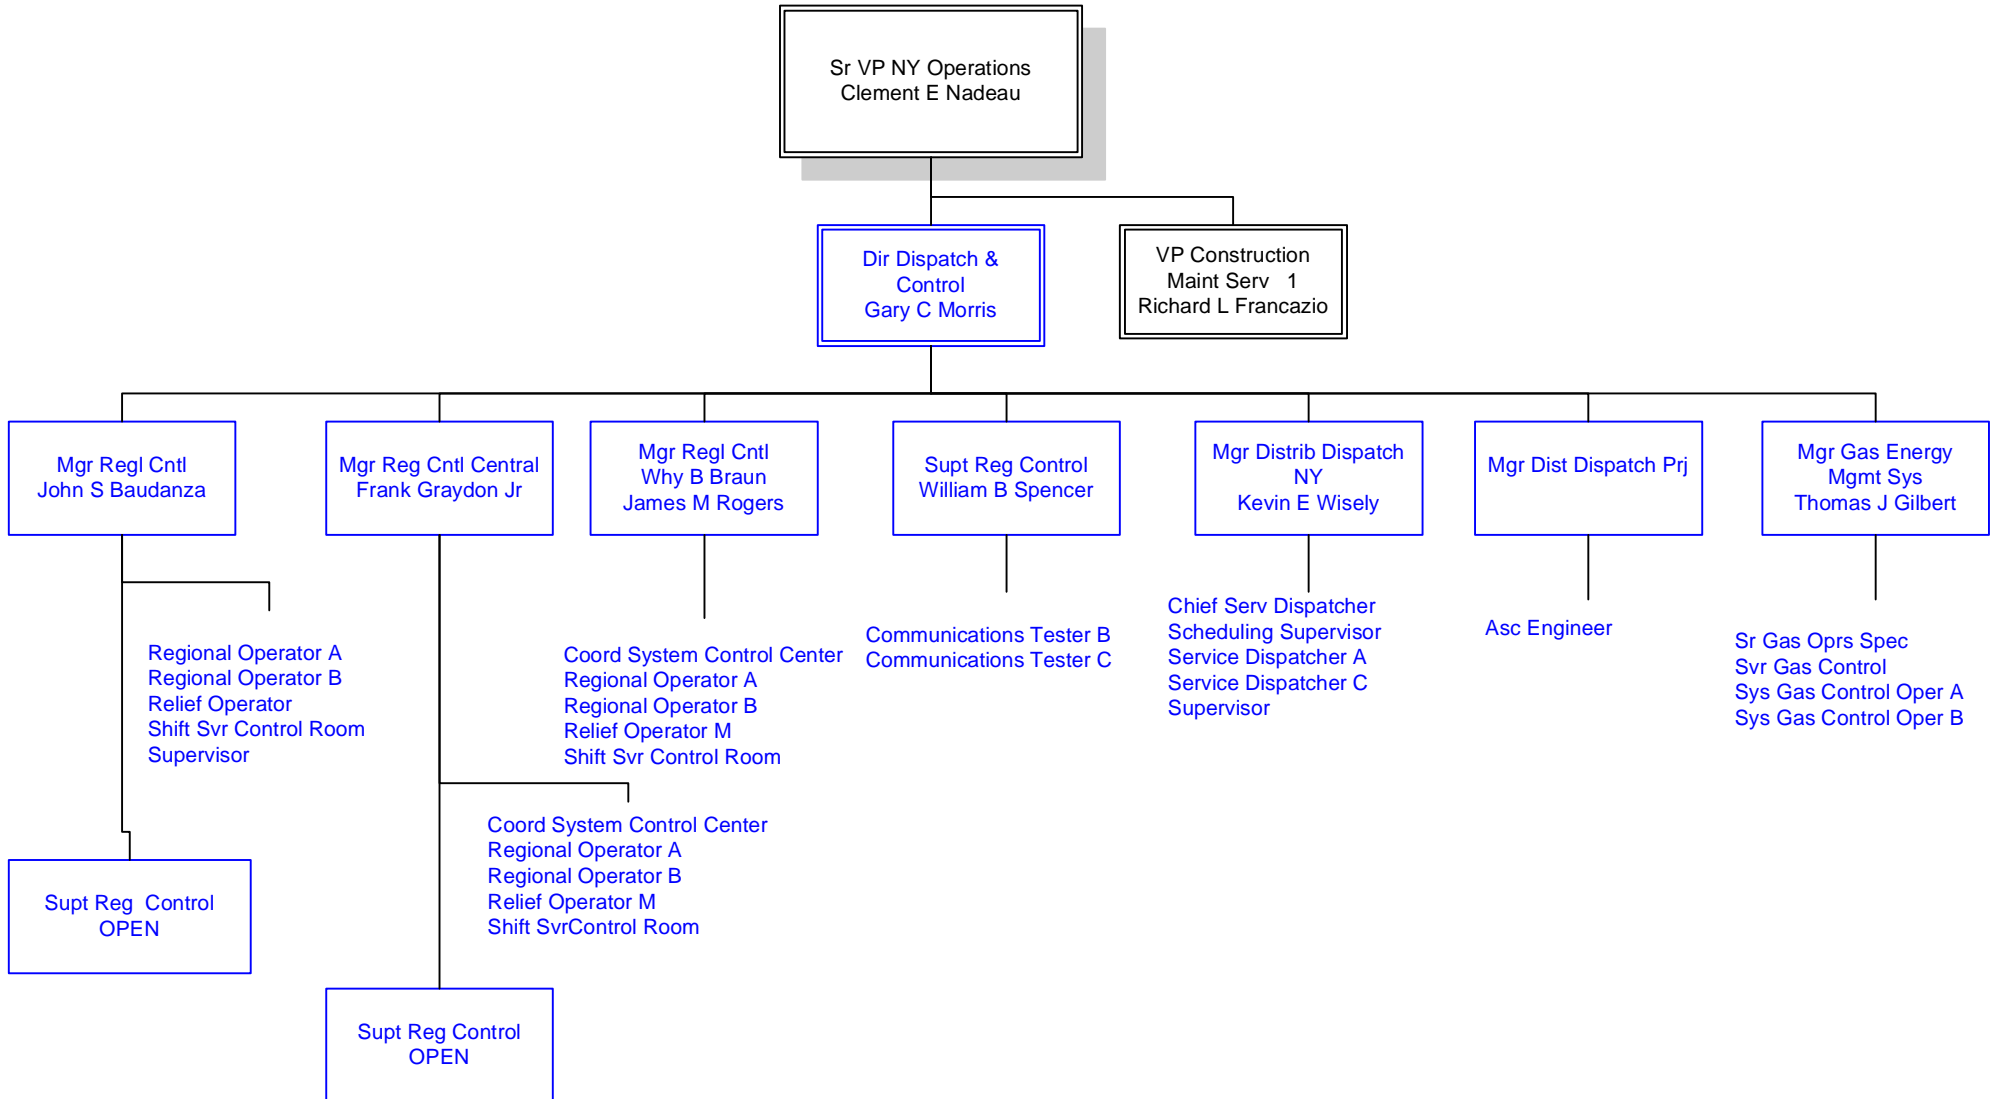 Sr VP NY Operations
Clement E Nadeau
Dir Dispatch &
Control
Gary C Morris
VP Construction
Maint Serv   1
Richard L Francazio
Mgr Regl Cntl
John S Baudanza
Mgr Reg Cntl Central
Frank Graydon Jr
Mgr Regl Cntl
Why B Braun
James M Rogers
Supt Reg Control
William B Spencer
Mgr Distrib Dispatch
NY
Kevin E Wisely
Mgr Dist Dispatch Prj
Mgr Gas Energy
Mgmt Sys
Thomas J Gilbert
Regional Operator A
Regional Operator B
Relief Operator
Shift Svr Control Room
Supervisor
Coord System Control Center
Regional Operator A
Regional Operator B
Relief Operator M
Shift Svr Control Room
Communications Tester B
Communications Tester C
Chief Serv Dispatcher
Scheduling Supervisor
Service Dispatcher A
Service Dispatcher C
Supervisor
Asc Engineer
Sr Gas Oprs Spec
Svr Gas Control
Sys Gas Control Oper A
Sys Gas Control Oper B
Coord System Control Center
Regional Operator A
Regional Operator B
Relief Operator M
Shift SvrControl Room
Supt Reg  Control
OPEN
Supt Reg Control
OPEN